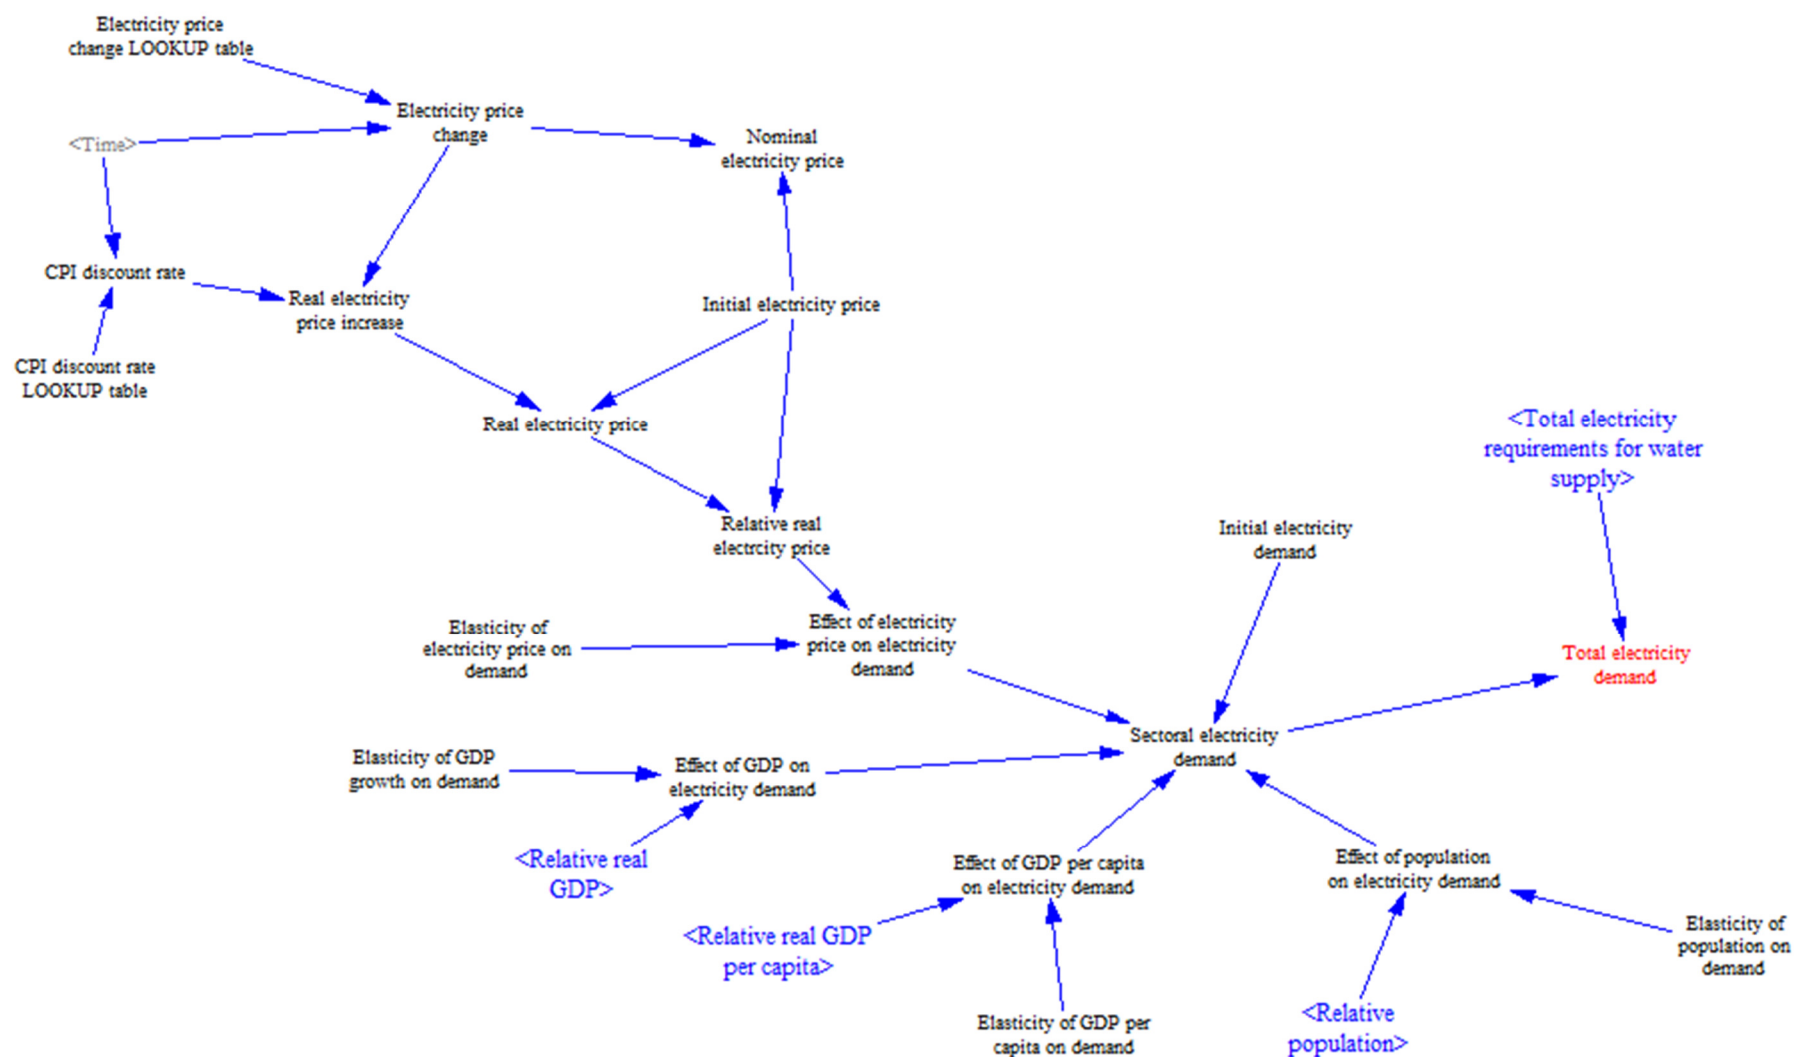 Electricity price
change LOOKUP table
Electricity price
change
<Time>
Nominal
electricity price
CPI discount rate
Real electricity
price increase
Initial electricity price
CPI discount rate
LOOKUP table
Real electricity price
<Total electricity
requirements for water
supply>
Relative real
electrcity price
Initial electricity
demand
Elasticity of
electricity price on
demand
Effect of electricity
price on electricity
demand
Total electricity
demand
Sectoral electricity
demand
Elasticity of GDP
growth on demand
Effect of GDP on
electricity demand
<Relative real
GDP>
Effect of GDP per capita
on electricity demand
Effect of population
on electricity demand
<Relative real GDP
per capita>
Elasticity of
population on
demand
Elasticity of GDP per
capita on demand
<Relative
population>